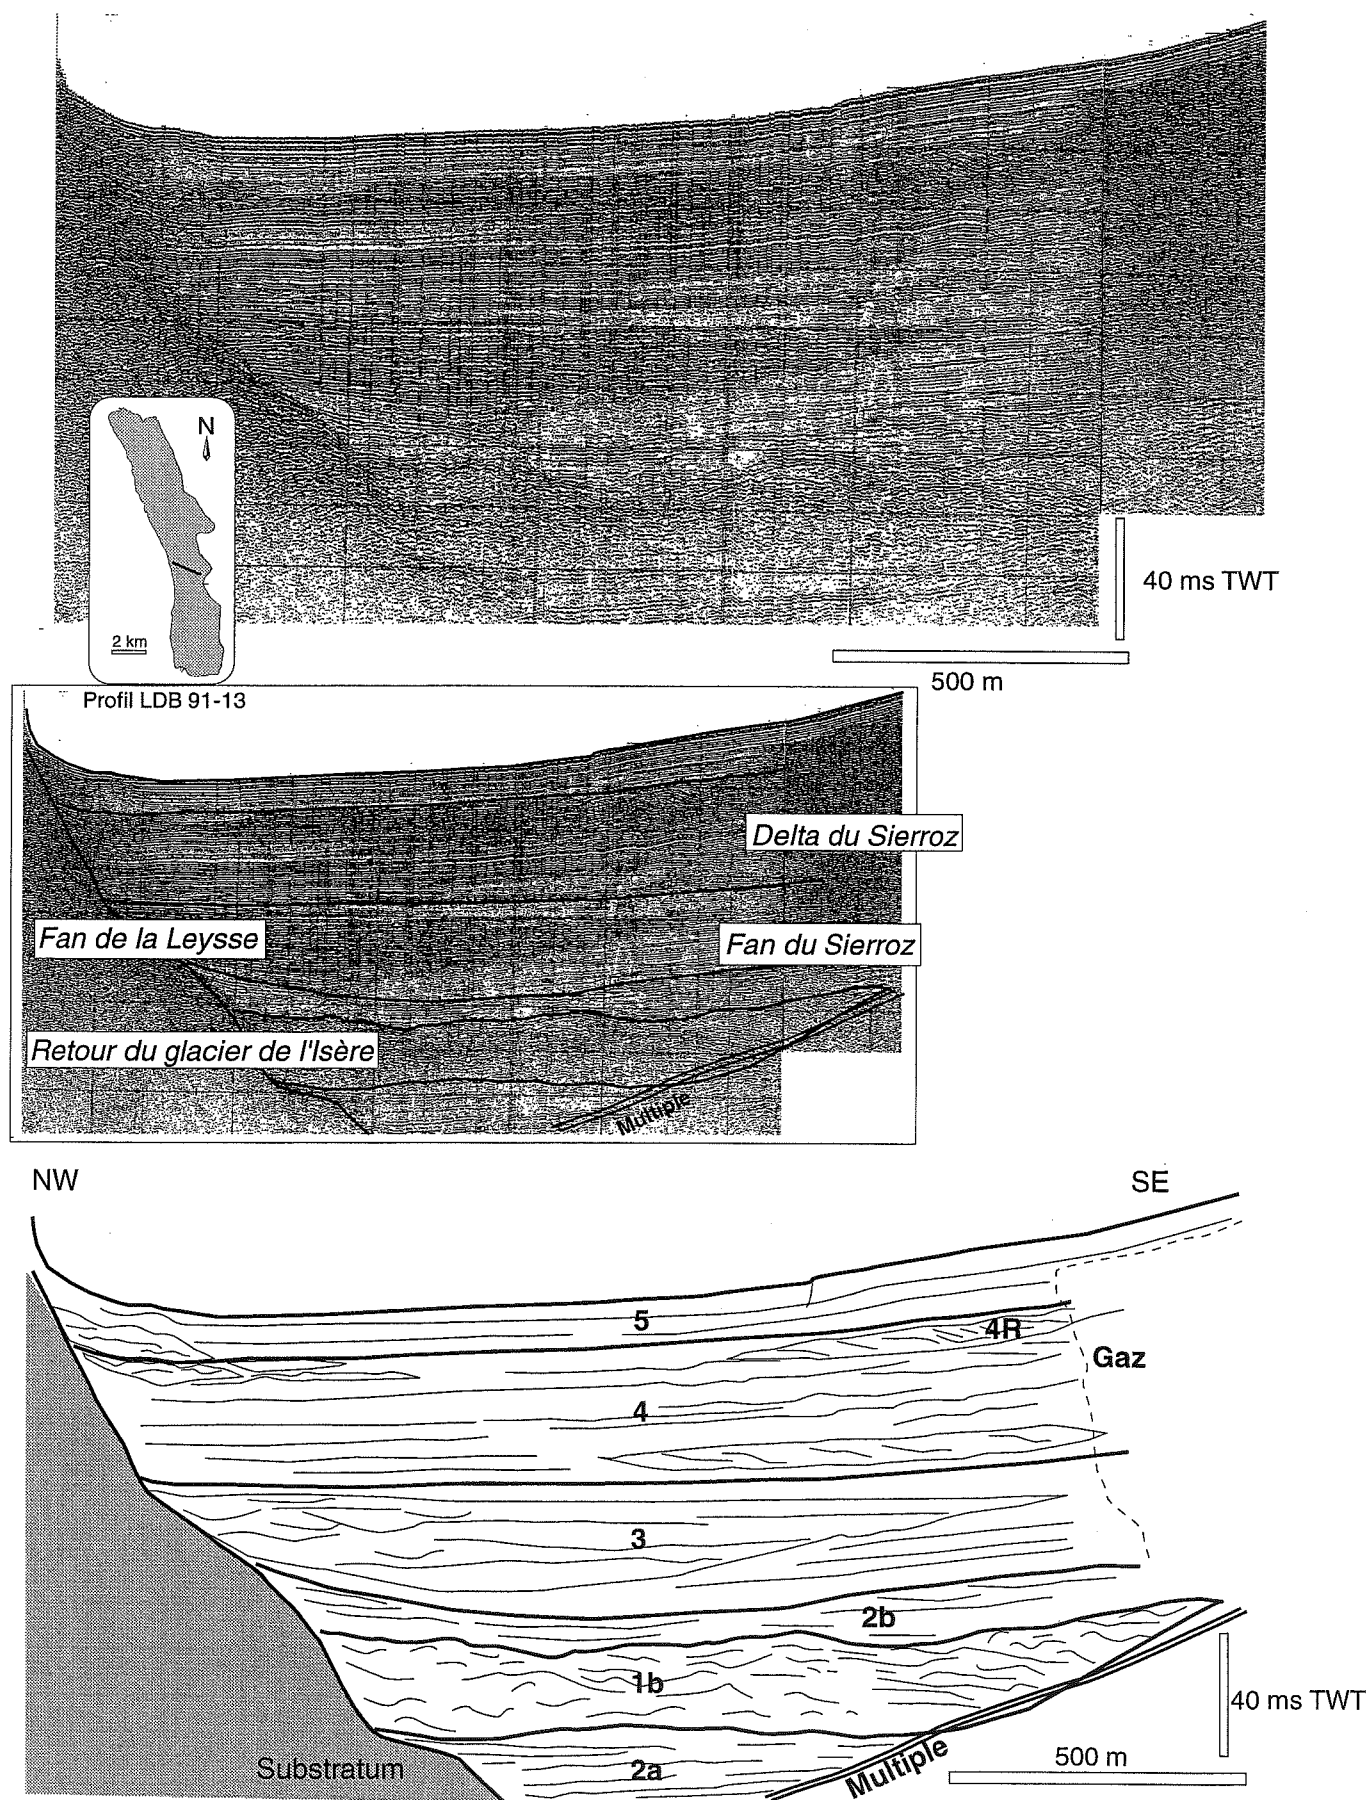 N
2 km
40 ms TWT
500 m
Profil LDB 91-13
Delta du Sierroz
Fan de la Leysse
Fan du Sierroz
Retour du glacier de l'Isère
Multiple
NW
SE
5
4R
Gaz
4
3
2b
1b
40 ms TWT
500 m
Substratum
2a
Multiple